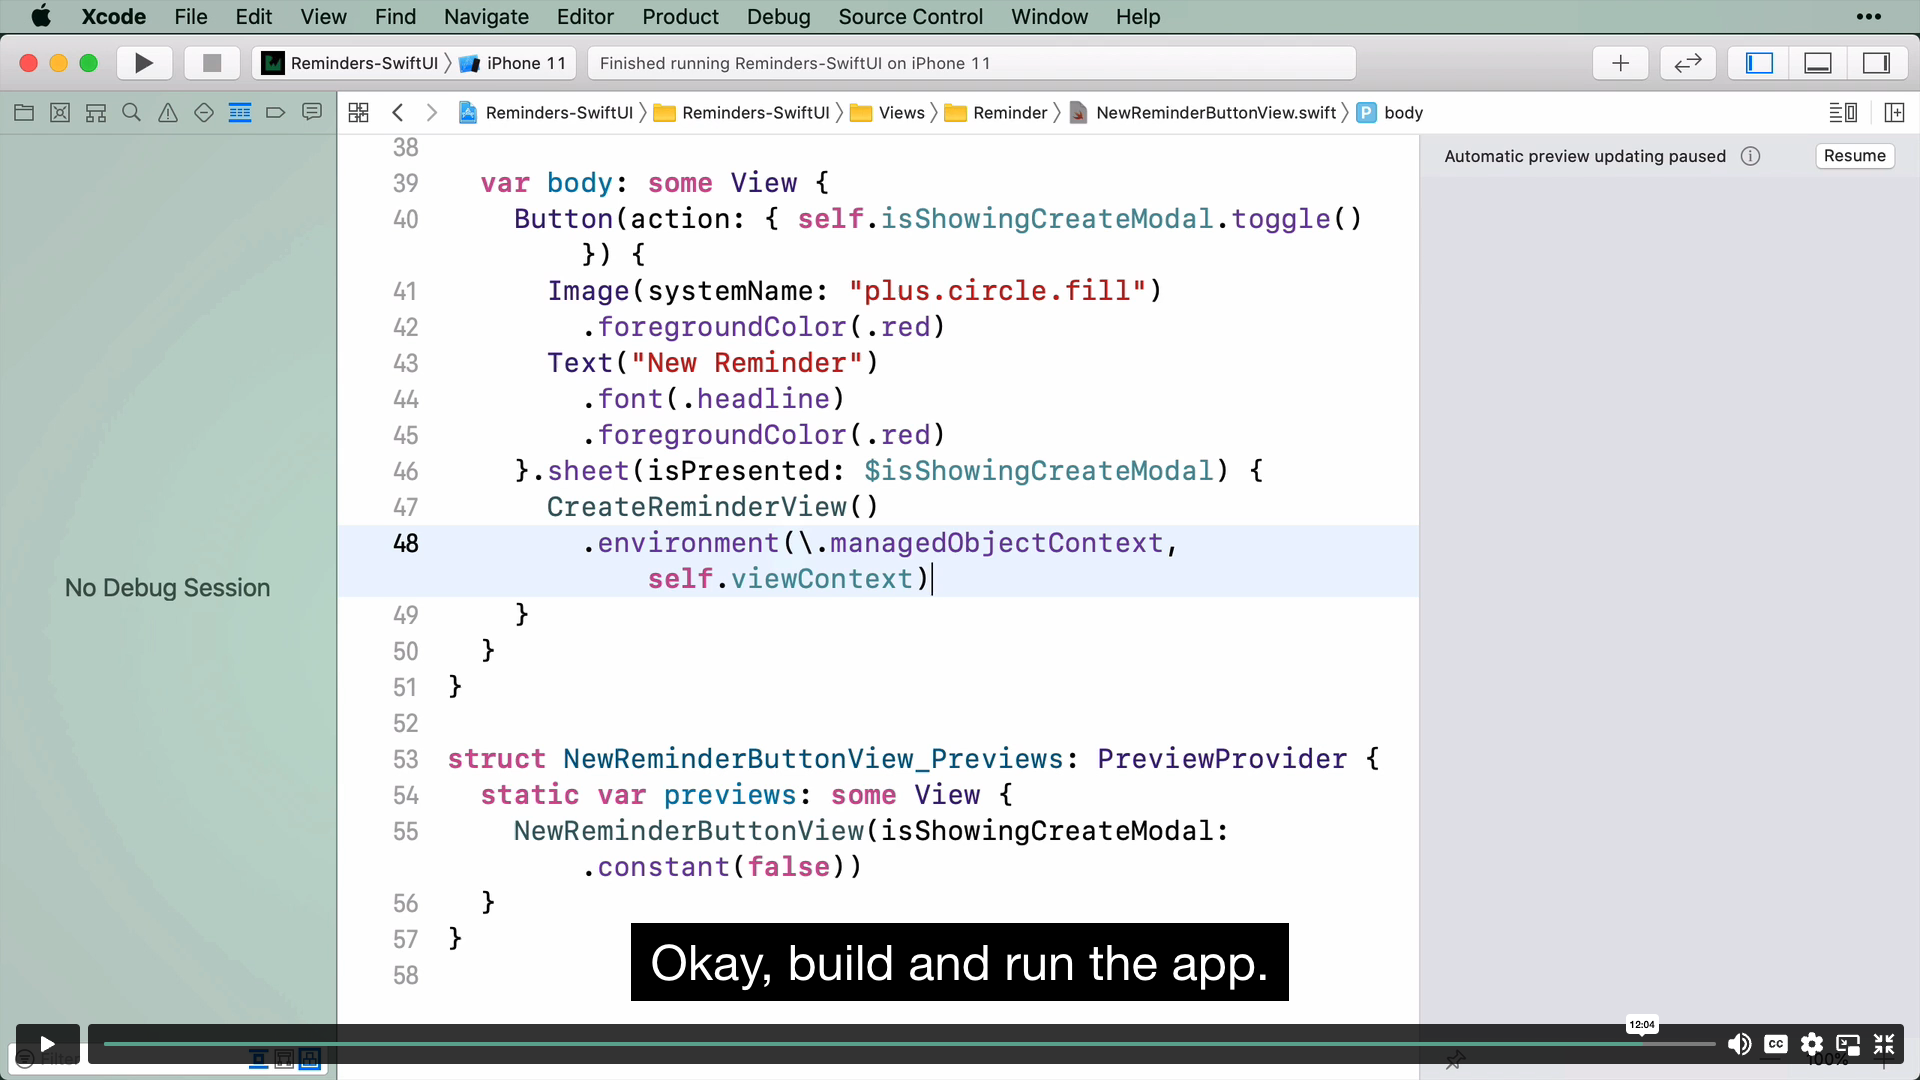 Xcode File Edit View Find Navigate Editor Product Debug Source Control Window Help •••
Reminders-SwiftUI iPhone 11 Finished running Reminders-SwiftUI on iPhone 11
Reminders-SwiftUI Reminders-SwiftUI Views Reminder NewReminderButtonView.swift P body
Automatic preview updating paused Resume
No Debug Session
38
39 var body: some View {
40 Button(action: { self.isShowingCreateModal.toggle()
}) {
41 Image(systemName: "plus.circle.fill")
42 .foregroundColor(.red)
43 Text("New Reminder")
44 .font(.headline)
45 .foregroundColor(.red)
46 }.sheet(isPresented: $isShowingCreateModal) {
47 CreateReminderView()
48 .environment(\.managedObjectContext,
self.viewContext)
49 }
50 }
51 }
52
53 struct NewReminderButtonView_Previews: PreviewProvider {
54 static var previews: some View {
55 NewReminderButtonView(isShowingCreateModal:
.constant(false))
56 }
57 }
58
Okay, build and run the app.
12:04
CC
Filter
100%